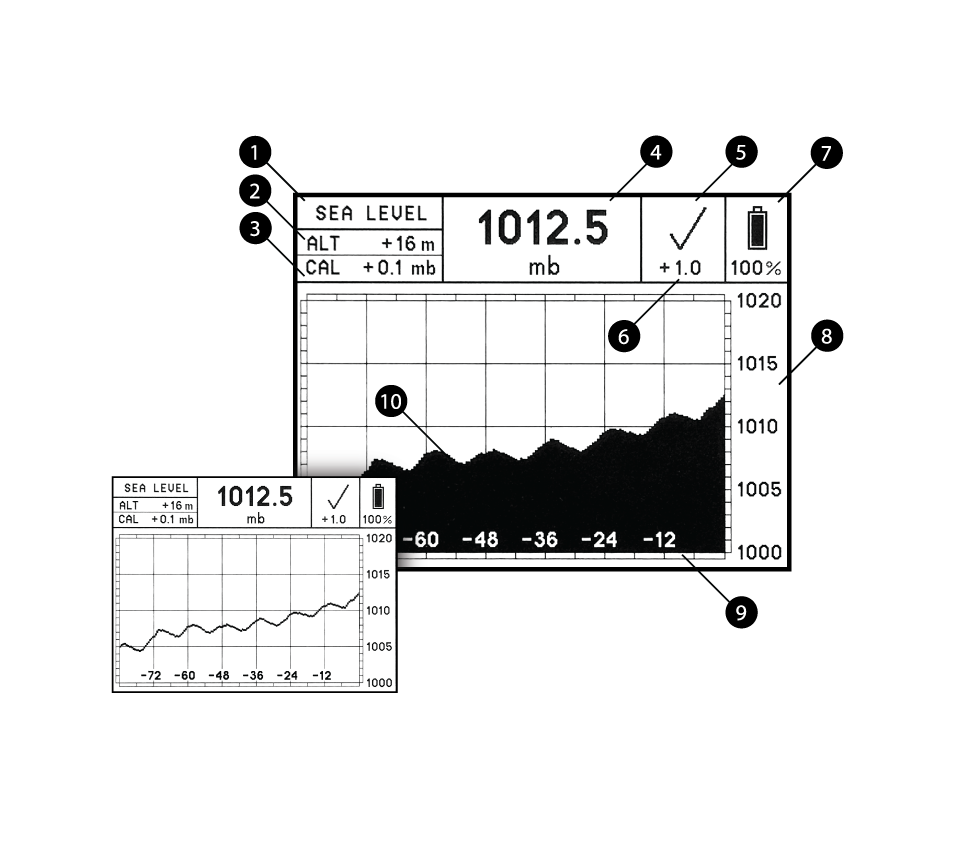 1
2
3
4
5
7
SEA LEVEL
ALT +16 m
CAL +0.1 mb
1012.5
mb
+1.0
100%
6
8
10
9
1020
1015
1010
1005
1000
-60 -48 -36 -24 -12
SEA LEVEL
ALT +16 m
CAL +0.1 mb
1012.5
mb
+1.0
100%
1020
1015
1010
1005
1000
-72 -60 -48 -36 -24 -12